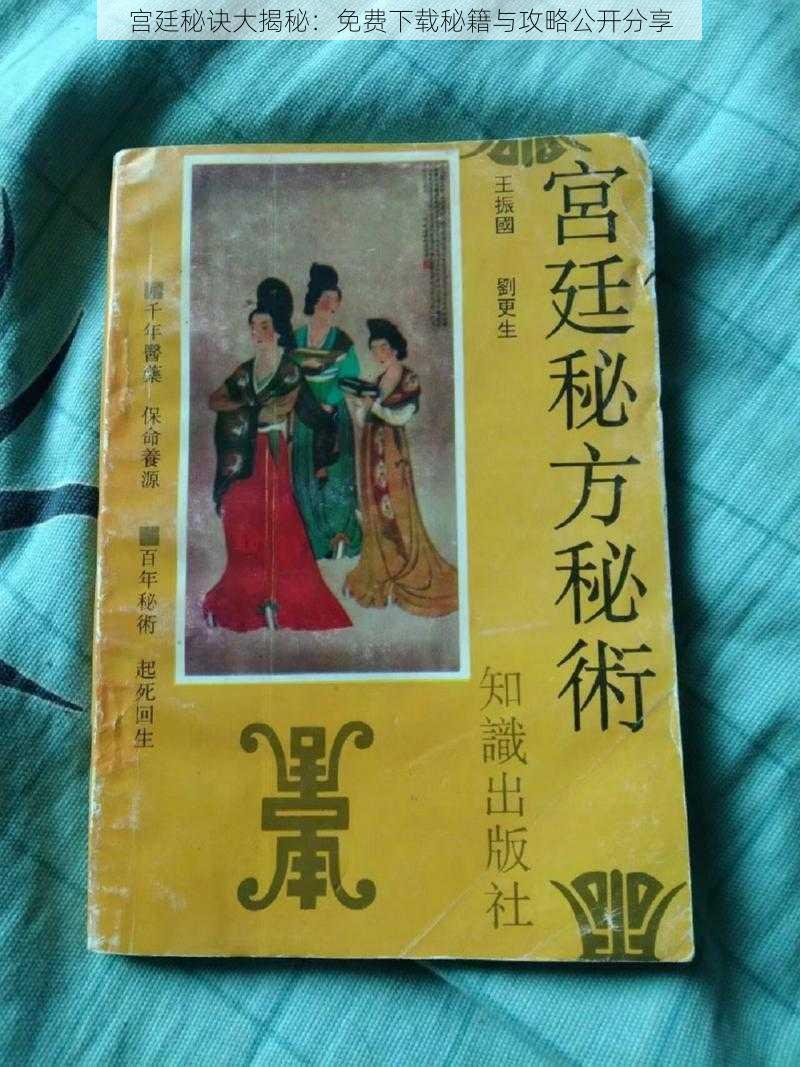 宫廷秘诀大揭秘：免费下载秘籍与攻略公开分享
宮廷秘方秘術
王振國 劉更生
知識出版社
千年醫藥 保命養源
百年秘術 起死回生